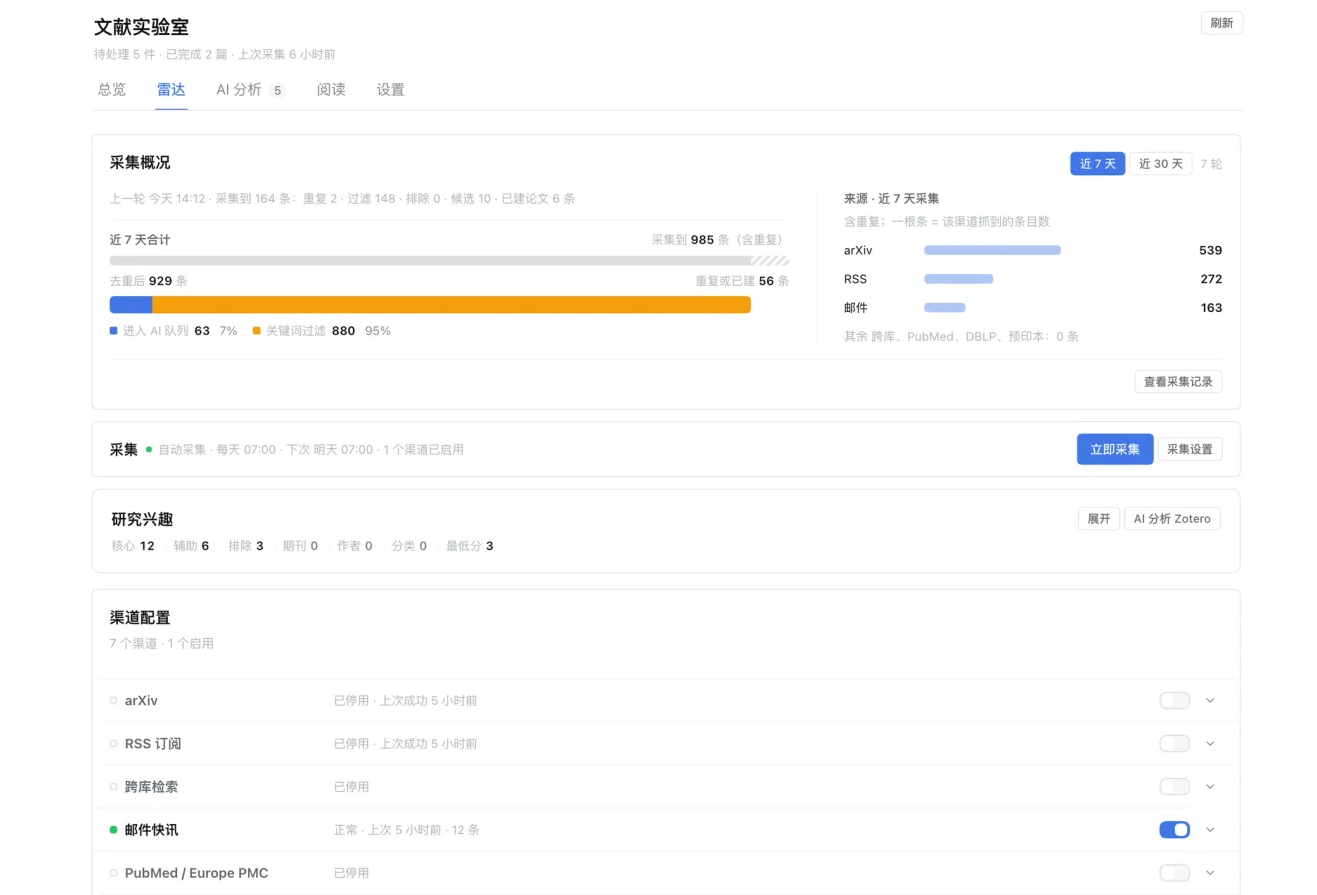 文献实验室
刷新
待处理 5 件 · 已完成 2 篇 · 上次采集 6 小时前
总览 雷达 AI 分析 5 阅读 设置
采集概况
近 7 天 近 30 天 7 轮
上一轮 今天 14:12 · 采集到 164 条: 重复 2 · 过滤 148 · 排除 0 · 候选 10 · 已建论文 6 条
近 7 天合计 采集到 985 条（含重复）
去重后 929 条 重复或已建 56 条
进入 AI 队列 63 7% 关键词过滤 880 95%
来源 · 近 7 天采集
含重复；一根条 = 该渠道抓到的条目数
arXiv 539
RSS 272
邮件 163
其余 跨库、PubMed、DBLP、预印本：0 条
查看采集记录
采集 自动采集 · 每天 07:00 · 下次 明天 07:00 · 1 个渠道已启用
立即采集 采集设置
研究兴趣
展开 AI 分析 Zotero
核心 12 · 辅助 6 · 排除 3 · 期刊 0 · 作者 0 · 分类 0 · 最低分 3
渠道配置
7 个渠道 · 1 个启用
arXiv 已停用 · 上次成功 5 小时前
RSS 订阅 已停用 · 上次成功 5 小时前
跨库检索 已停用
邮件快讯 正常 · 上次 5 小时前 · 12 条
PubMed / Europe PMC 已停用